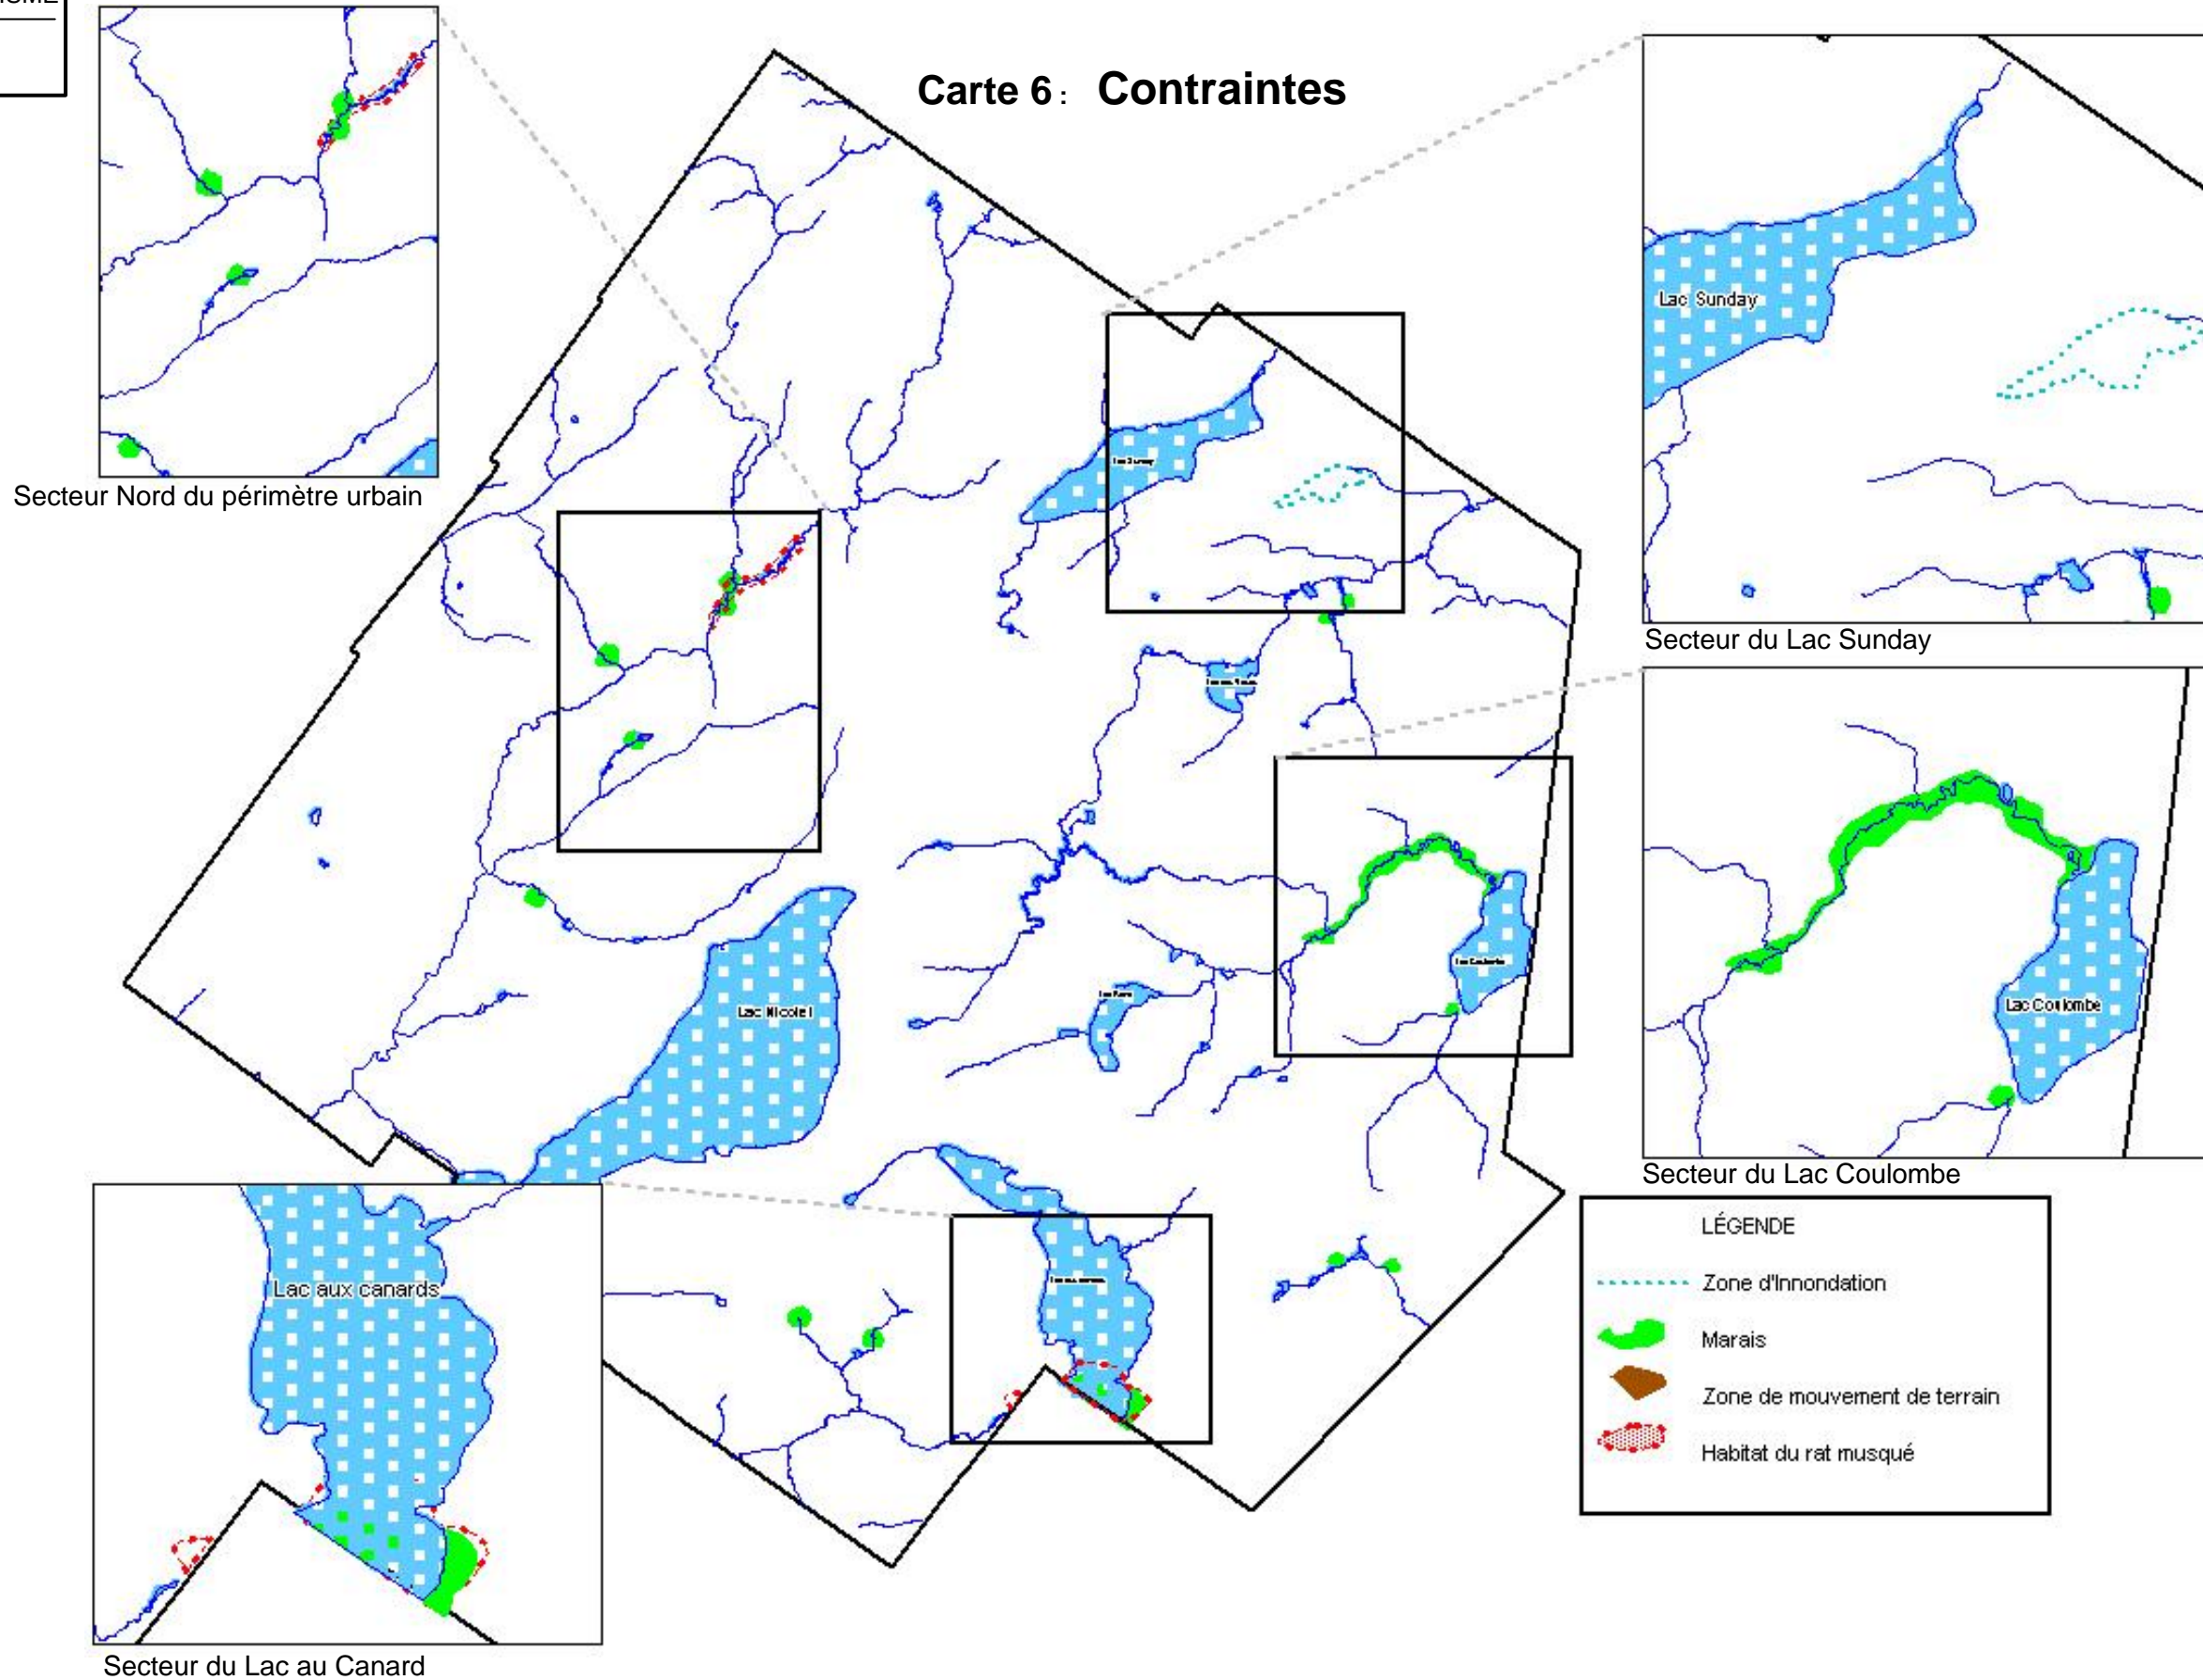 Carte 6 : Contraintes
Secteur Nord du périmètre urbain
Lac Sunday
Secteur du Lac Sunday
Lac Nicolet
Lac Coulombe
Secteur du Lac Coulombe
Lac aux canards
Secteur du Lac au Canard
LÉGENDE
Zone d'Innondation
Marais
Zone de mouvement de terrain
Habitat du rat musqué